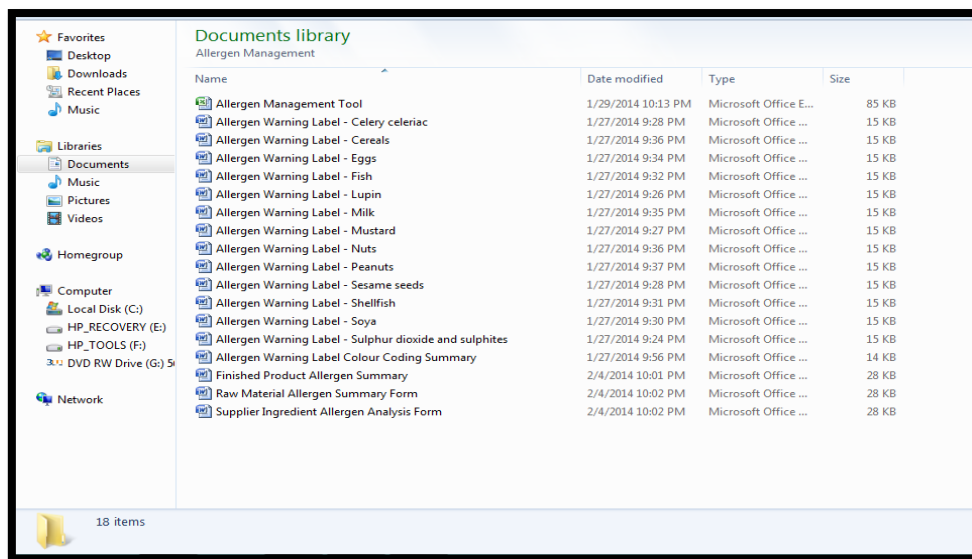 Favorites
Desktop
Downloads
Recent Places
Music
Libraries
Documents
Music
Pictures
Videos
Homegroup
Computer
Local Disk (C:)
HP_RECOVERY (E:)
HP_TOOLS (F:)
DVD RW Drive (G:)
Network
Documents library
Allergen Management
Name Date modified Type Size
Allergen Management Tool 1/29/2014 10:13 PM Microsoft Office E... 85 KB
Allergen Warning Label - Celery celeriac 1/27/2014 9:28 PM Microsoft Office ... 15 KB
Allergen Warning Label - Cereals 1/27/2014 9:36 PM Microsoft Office ... 15 KB
Allergen Warning Label - Eggs 1/27/2014 9:34 PM Microsoft Office ... 15 KB
Allergen Warning Label - Fish 1/27/2014 9:32 PM Microsoft Office ... 15 KB
Allergen Warning Label - Lupin 1/27/2014 9:26 PM Microsoft Office ... 15 KB
Allergen Warning Label - Milk 1/27/2014 9:35 PM Microsoft Office ... 15 KB
Allergen Warning Label - Mustard 1/27/2014 9:27 PM Microsoft Office ... 15 KB
Allergen Warning Label - Nuts 1/27/2014 9:36 PM Microsoft Office ... 15 KB
Allergen Warning Label - Peanuts 1/27/2014 9:37 PM Microsoft Office ... 15 KB
Allergen Warning Label - Sesame seeds 1/27/2014 9:28 PM Microsoft Office ... 15 KB
Allergen Warning Label - Shellfish 1/27/2014 9:31 PM Microsoft Office ... 15 KB
Allergen Warning Label - Soya 1/27/2014 9:30 PM Microsoft Office ... 15 KB
Allergen Warning Label - Sulphur dioxide and sulphites 1/27/2014 9:24 PM Microsoft Office ... 15 KB
Allergen Warning Label Colour Coding Summary 1/27/2014 9:56 PM Microsoft Office ... 14 KB
Finished Product Allergen Summary 2/4/2014 10:01 PM Microsoft Office ... 28 KB
Raw Material Allergen Summary Form 2/4/2014 10:02 PM Microsoft Office ... 28 KB
Supplier Ingredient Allergen Analysis Form 2/4/2014 10:02 PM Microsoft Office ... 28 KB
18 items